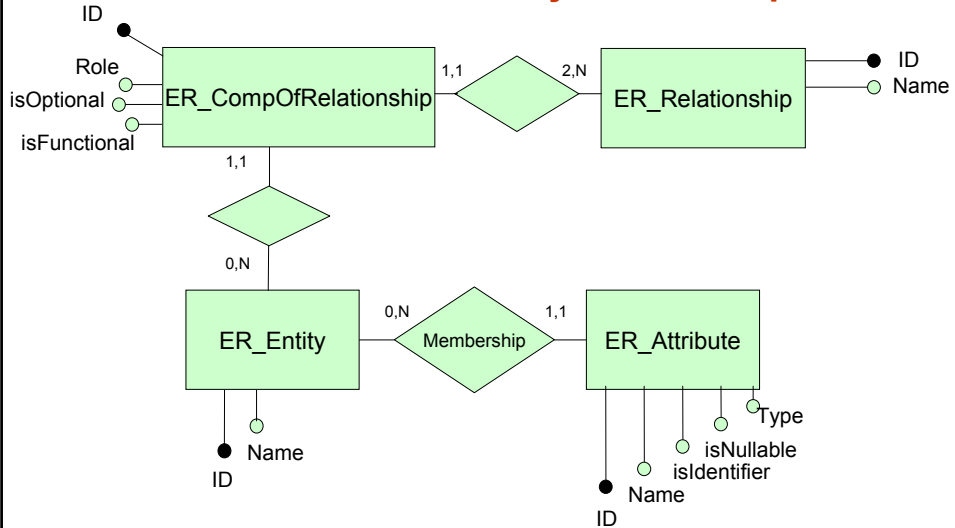 ID
Role
isOptional
isFunctional
ER_CompOfRelationship
1,1
2,N
ER_Relationship
ID
Name
1,1
0,N
ER_Entity
0,N
Membership
1,1
ER_Attribute
Name
ID
Type
isNullable
isIdentifier
Name
ID